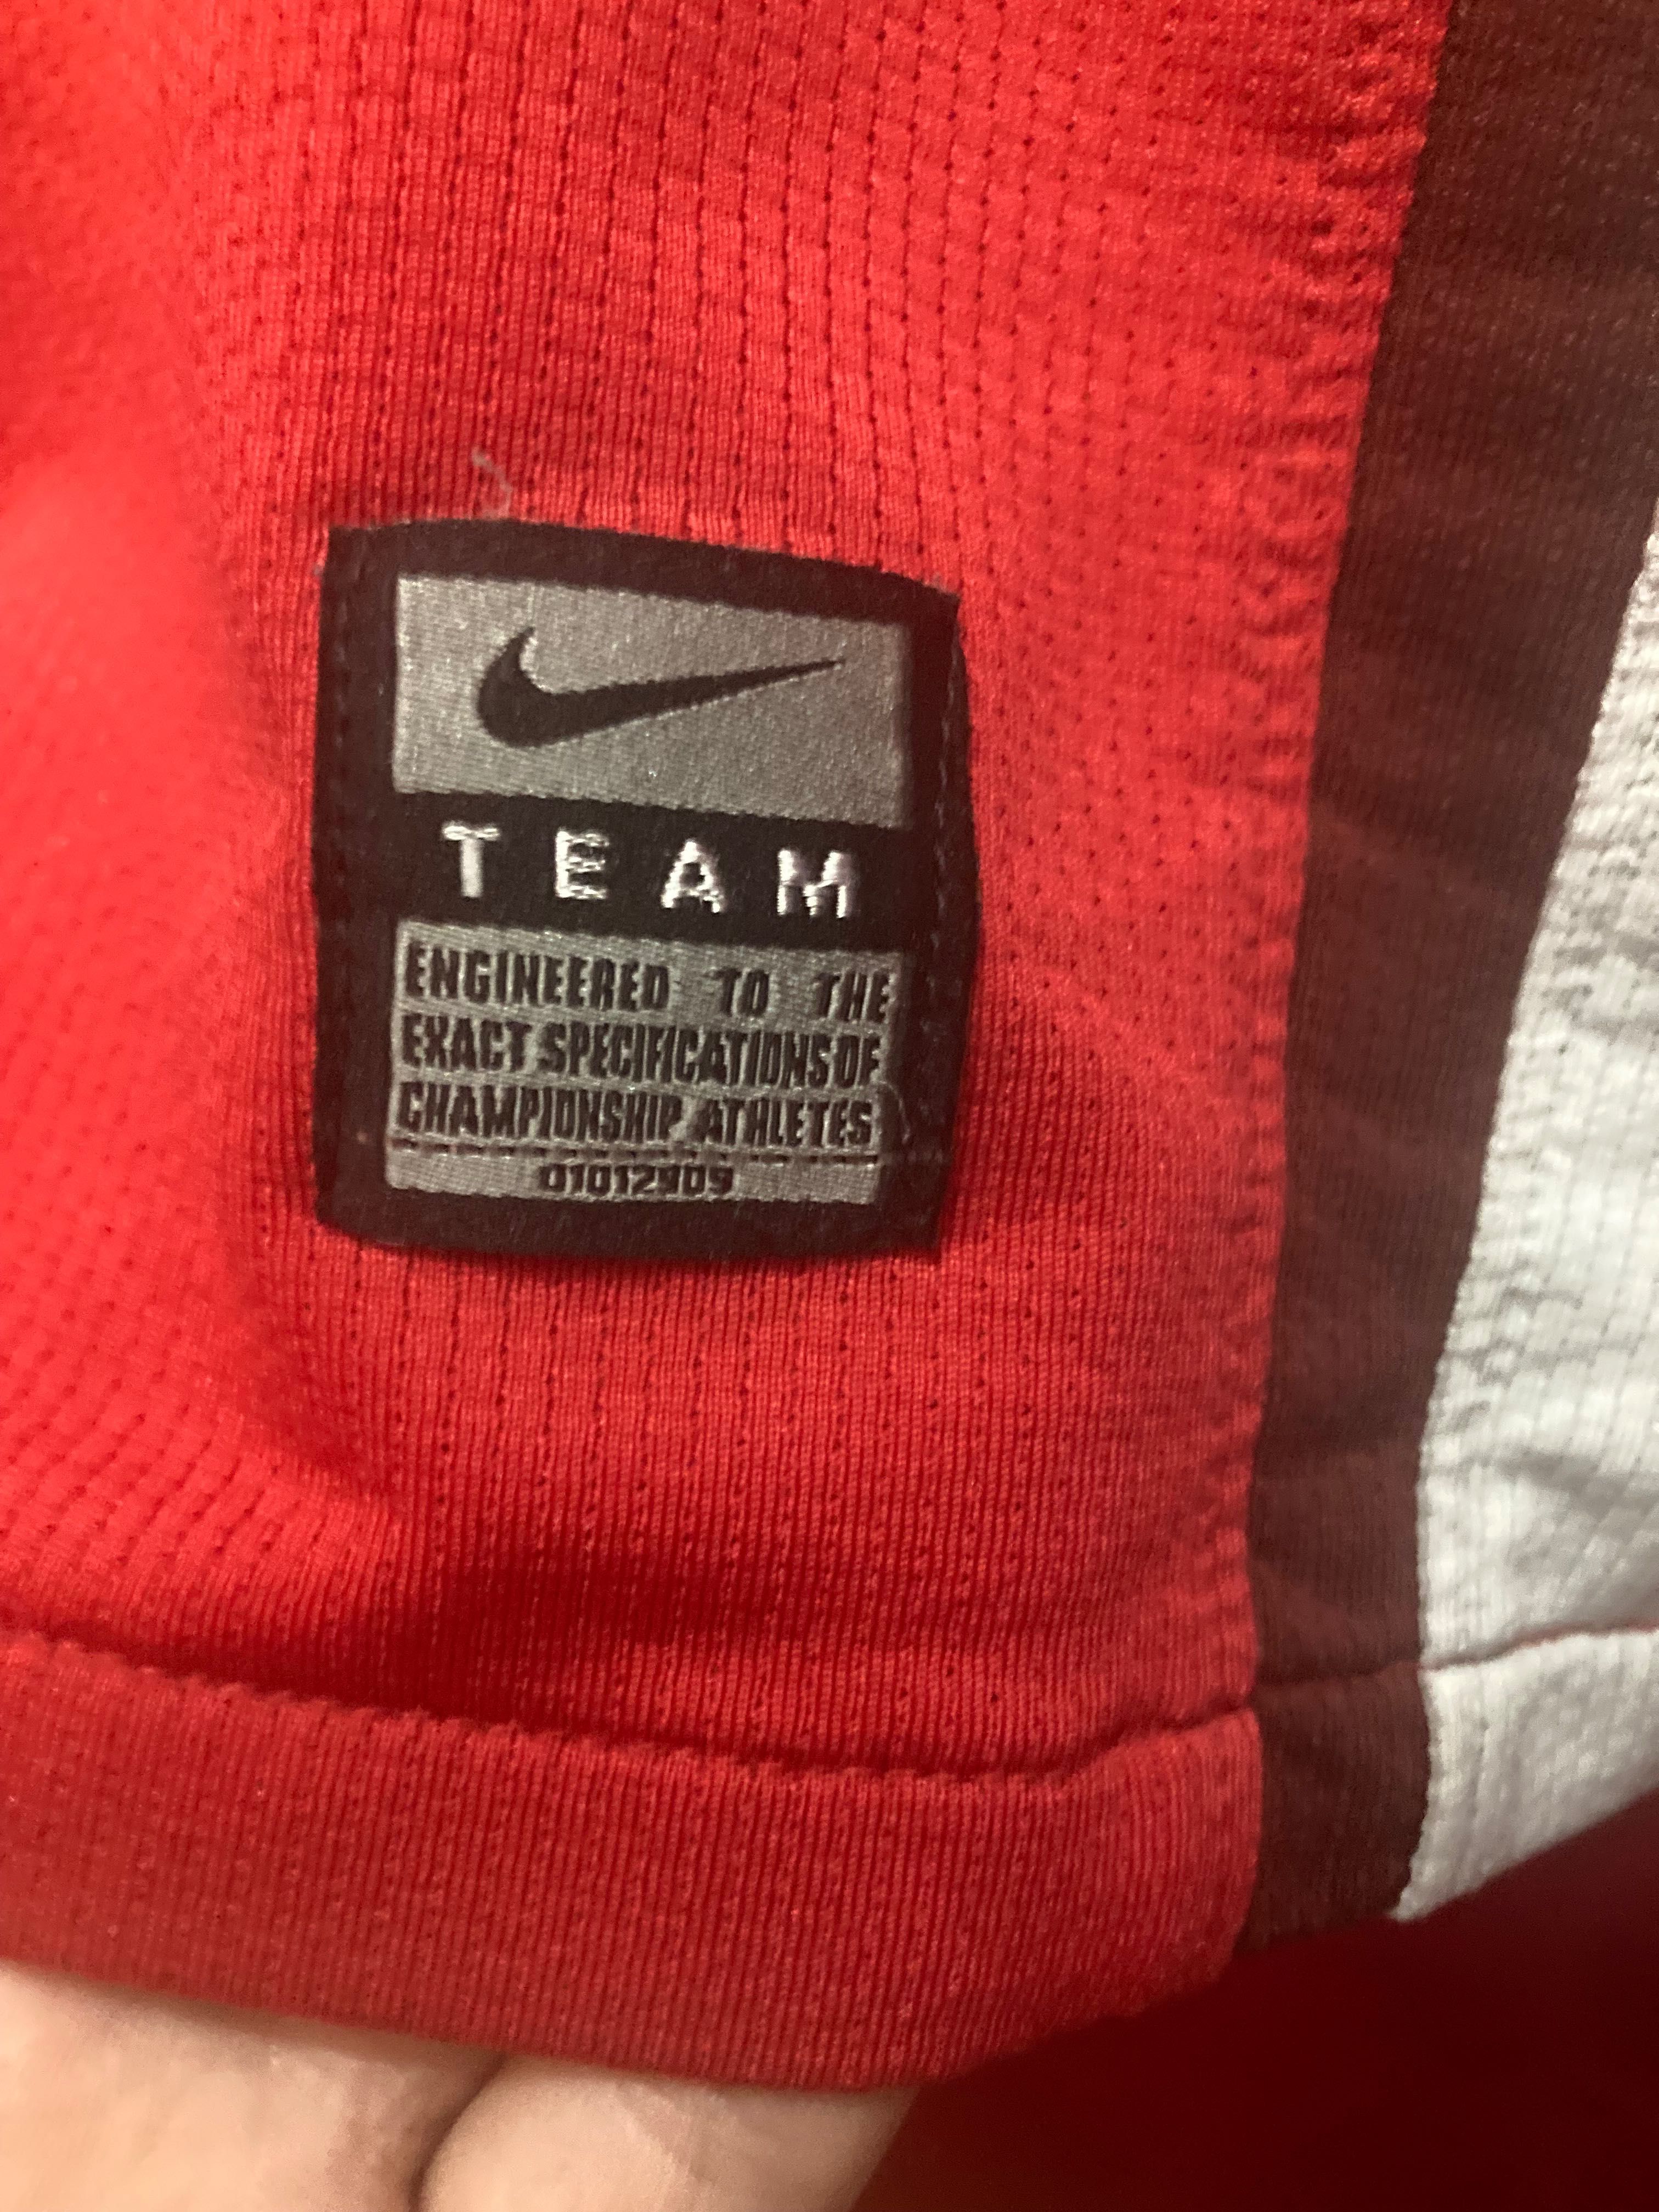 TEAM
ENGINEERED TO THE
EXACT SPECIFICATIONS OF
CHAMPIONSHIP ATHLETES
01012909